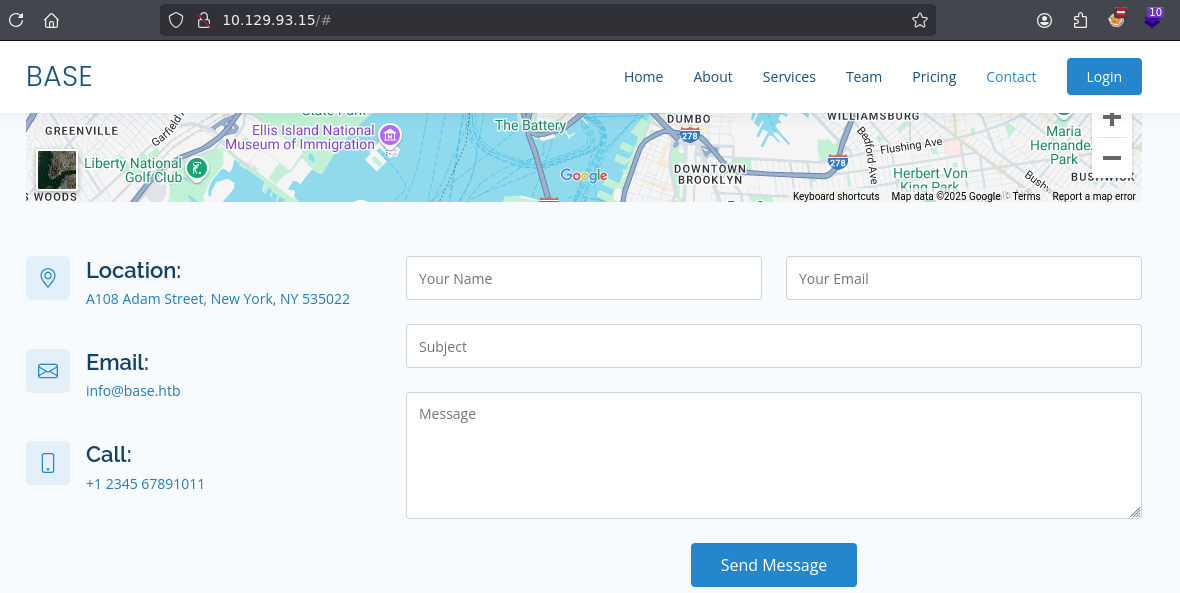 10.129.93.15/#
10
BASE
Home About Services Team Pricing Contact Login
GREENVILLE
Garfield
Ellis Island National
Museum of Immigration
The Battery
DUMBO
278
WILLIAMSBURG
Maria
Hernandez
Park
Liberty National
Golf Club
Google
DOWNTOWN
BROOKLYN
278
Bedford Ave
Flushing Ave
Herbert Von
King Park
WOODS
Keyboard shortcuts Map data ©2025 Google Terms Report a map error
Location:
A108 Adam Street, New York, NY 535022
Your Name Your Email
Subject
Email:
info@base.htb
Message
Call:
+1 2345 67891011
Send Message